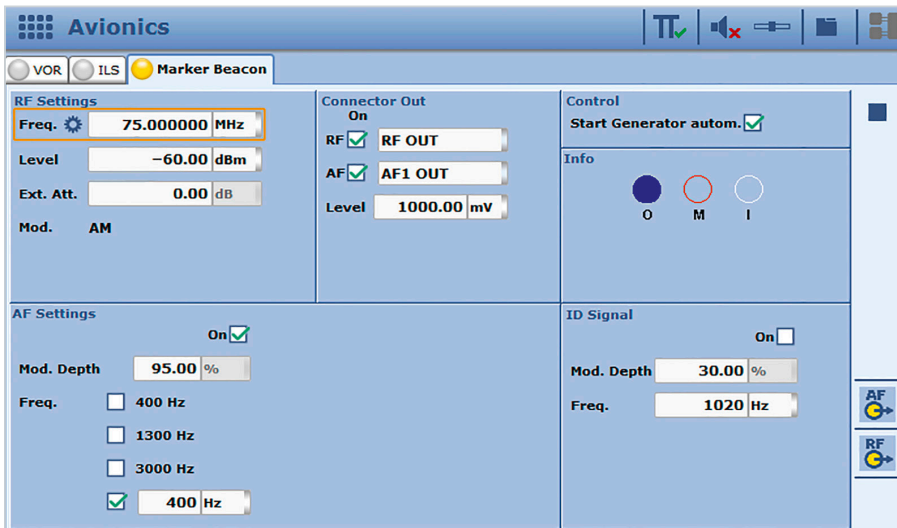 Avionics
VOR
ILS
Marker Beacon
RF Settings
Freq. 75.000000 MHz
Level -60.00 dBm
Ext. Att. 0.00 dB
Mod. AM
Connector Out
On
RF RF OUT
AF AF1 OUT
Level 1000.00 mV
Control
Start Generator autom.
Info
O M I
AF Settings
On
Mod. Depth 95.00 %
Freq. 400 Hz
1300 Hz
3000 Hz
400 Hz
ID Signal
On
Mod. Depth 30.00 %
Freq. 1020 Hz
AF
RF